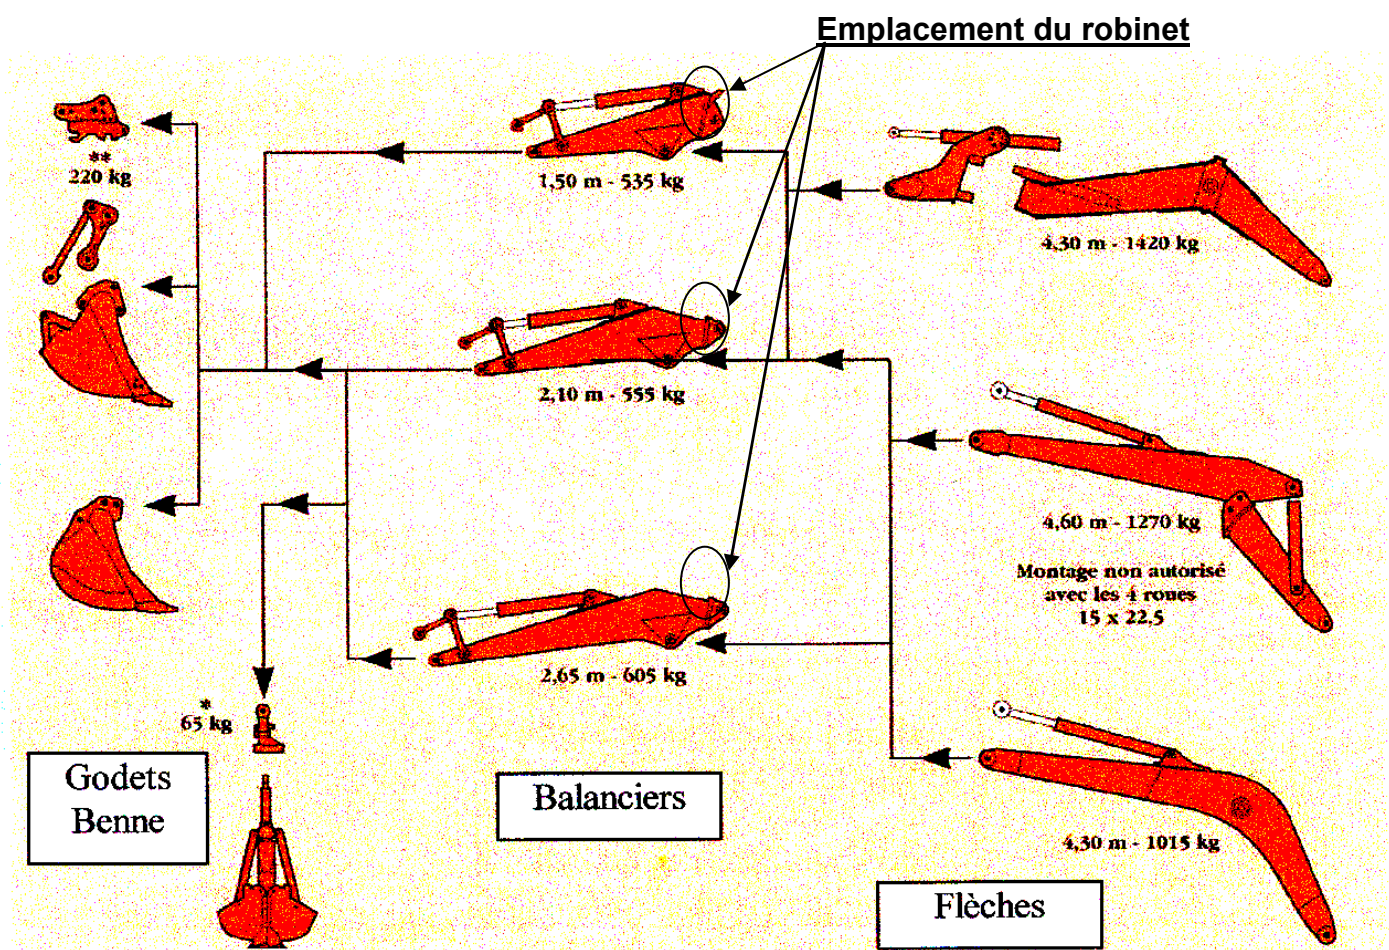 Emplacement du robinet
**
220 kg
1,50 m - 535 kg
4,30 m - 1420 kg
2,10 m - 555 kg
4,60 m - 1270 kg
Montage non autorisé
avec les 4 roues
15 x 22.5
2,65 m - 605 kg
*
65 kg
4,30 m - 1015 kg
Godets
Benne
Balanciers
Flèches